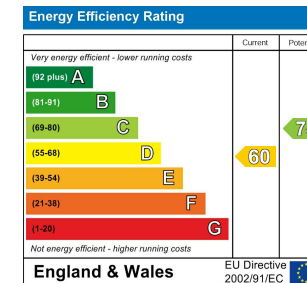 Energy Efficiency Rating
Current
Very energy efficient - lower running costs
(92 plus) A
(81-91) B
(69-80) C
(55-68) D
60
(39-54) E
(21-38) F
(1-20) G
Not energy efficient - higher running costs
England & Wales
EU Directive
2002/91/EC